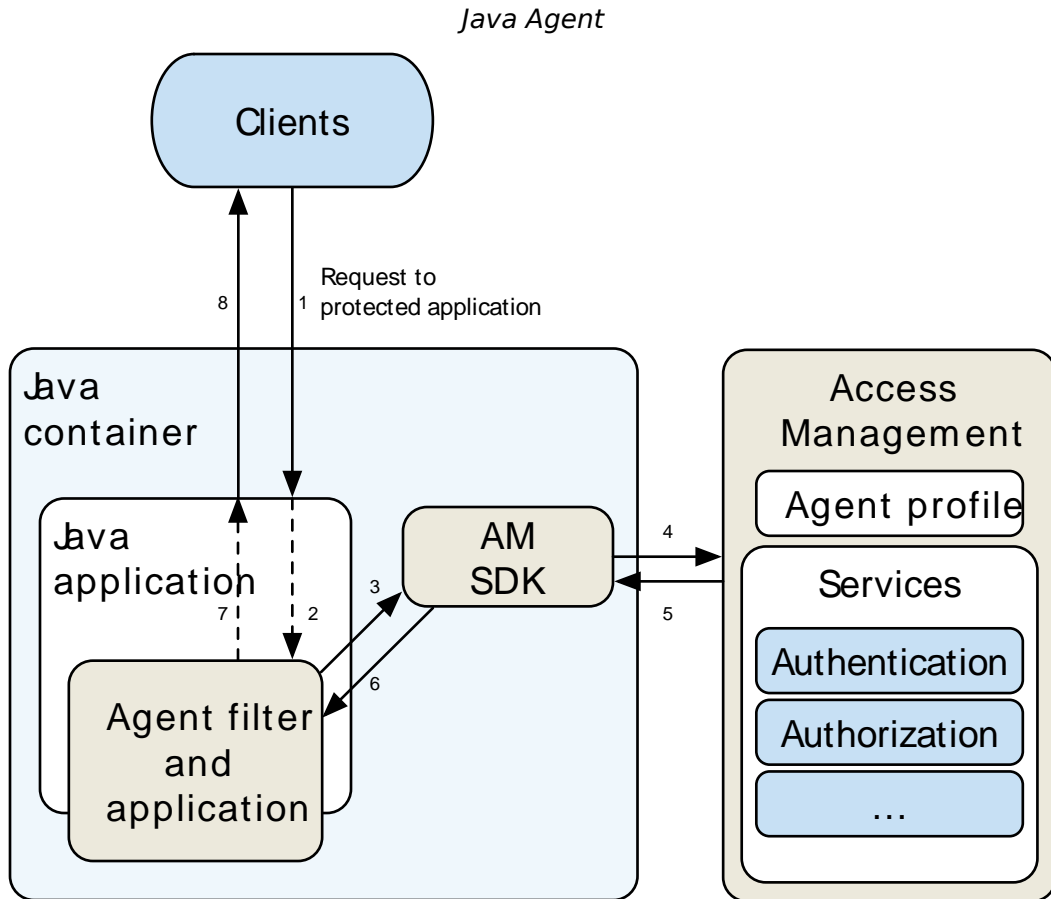 Java Agent
Clients
8
1
Request to
protected application
Java
container
Access
Management
Agent profile
Java
application
AM
SDK
4
5
Services
3
7
2
6
Authentication
Authorization
...
Agent filter
and
application